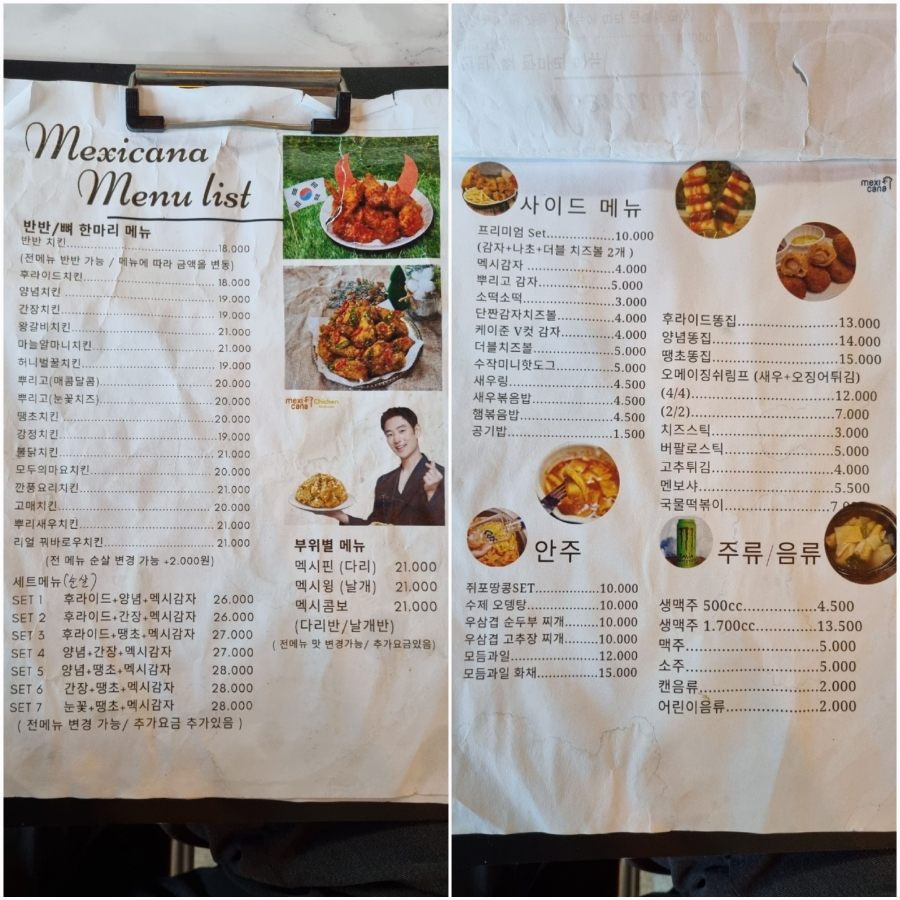 Mexicana
Menu list
반반/뼈 한마리 메뉴
반반 치킨 18.000
(전메뉴 반반 가능 / 메뉴에 따라 금액을 변동)
후라이드치킨 18.000
양념치킨 19.000
간장치킨 19.000
왕갈비치킨 21.000
마늘알마니치킨 21.000
허니벌꿀치킨 19.000
뿌리고(매콤달콤) 20.000
뿌리고(눈꽃치즈) 20.000
땡초치킨 20.000
강정치킨 19.000
불닭치킨 21.000
모두의마요치킨 20.000
깐풍요리치킨 21.000
고매치킨 20.000
뿌리새우치킨 21.000
리얼 꿔바로우치킨 21.000
(전 메뉴 순살 변경 가능 +2.000원)
세트메뉴(순살)
SET 1 후라이드+양념+멕시감자 26.000
SET 2 후라이드+간장+멕시감자 26.000
SET 3 후라이드+땡초+멕시감자 27.000
SET 4 양념+간장+멕시감자 27.000
SET 5 양념+땡초+멕시감자 28.000
SET 6 간장+땡초+멕시감자 28.000
SET 7 눈꽃+땡초+멕시감자 28.000
( 전메뉴 변경 가능/ 추가요금 추가있음 )
mexi cana Chicken
부위별 메뉴
멕시핀 (다리) 21.000
멕시윙 (날개) 21.000
멕시콤보 21.000
(다리반/날개반)
( 전메뉴 맛 변경가능/ 추가요금있음)
mexi cana
사이드 메뉴
프리미엄 Set 10.000
(감자+나초+더블 치즈볼 2개 )
멕시감자 4.000
뿌리고 감자 5.000
소떡소떡 3.000
단짠감자치즈볼 4.000
케이준 V컷 감자 4.000
더블치즈볼 5.000
수작미니핫도그 5.000
새우링 4.500
새우볶음밥 4.500
햄볶음밥 4.500
공기밥 1.500
후라이드똥집 13.000
양념똥집 14.000
땡초똥집 15.000
오메이징쉬림프 (새우+오징어튀김)
(4/4) 12.000
(2/2) 7.000
치즈스틱 3.000
버팔로스틱 5.000
고추튀김 4.000
멘보샤 5.500
국물떡볶이
안주
쥐포땅콩SET 10.000
수제 오뎅탕 10.000
우삼겹 순두부 찌개 10.000
우삼겹 고추장 찌개 10.000
모듬과일 12.000
모듬과일 화채 15.000
주류/음류
생맥주 500cc 4.500
생맥주 1.700cc 13.500
맥주 5.000
소주 5.000
캔음류 2.000
어린이음류 2.000